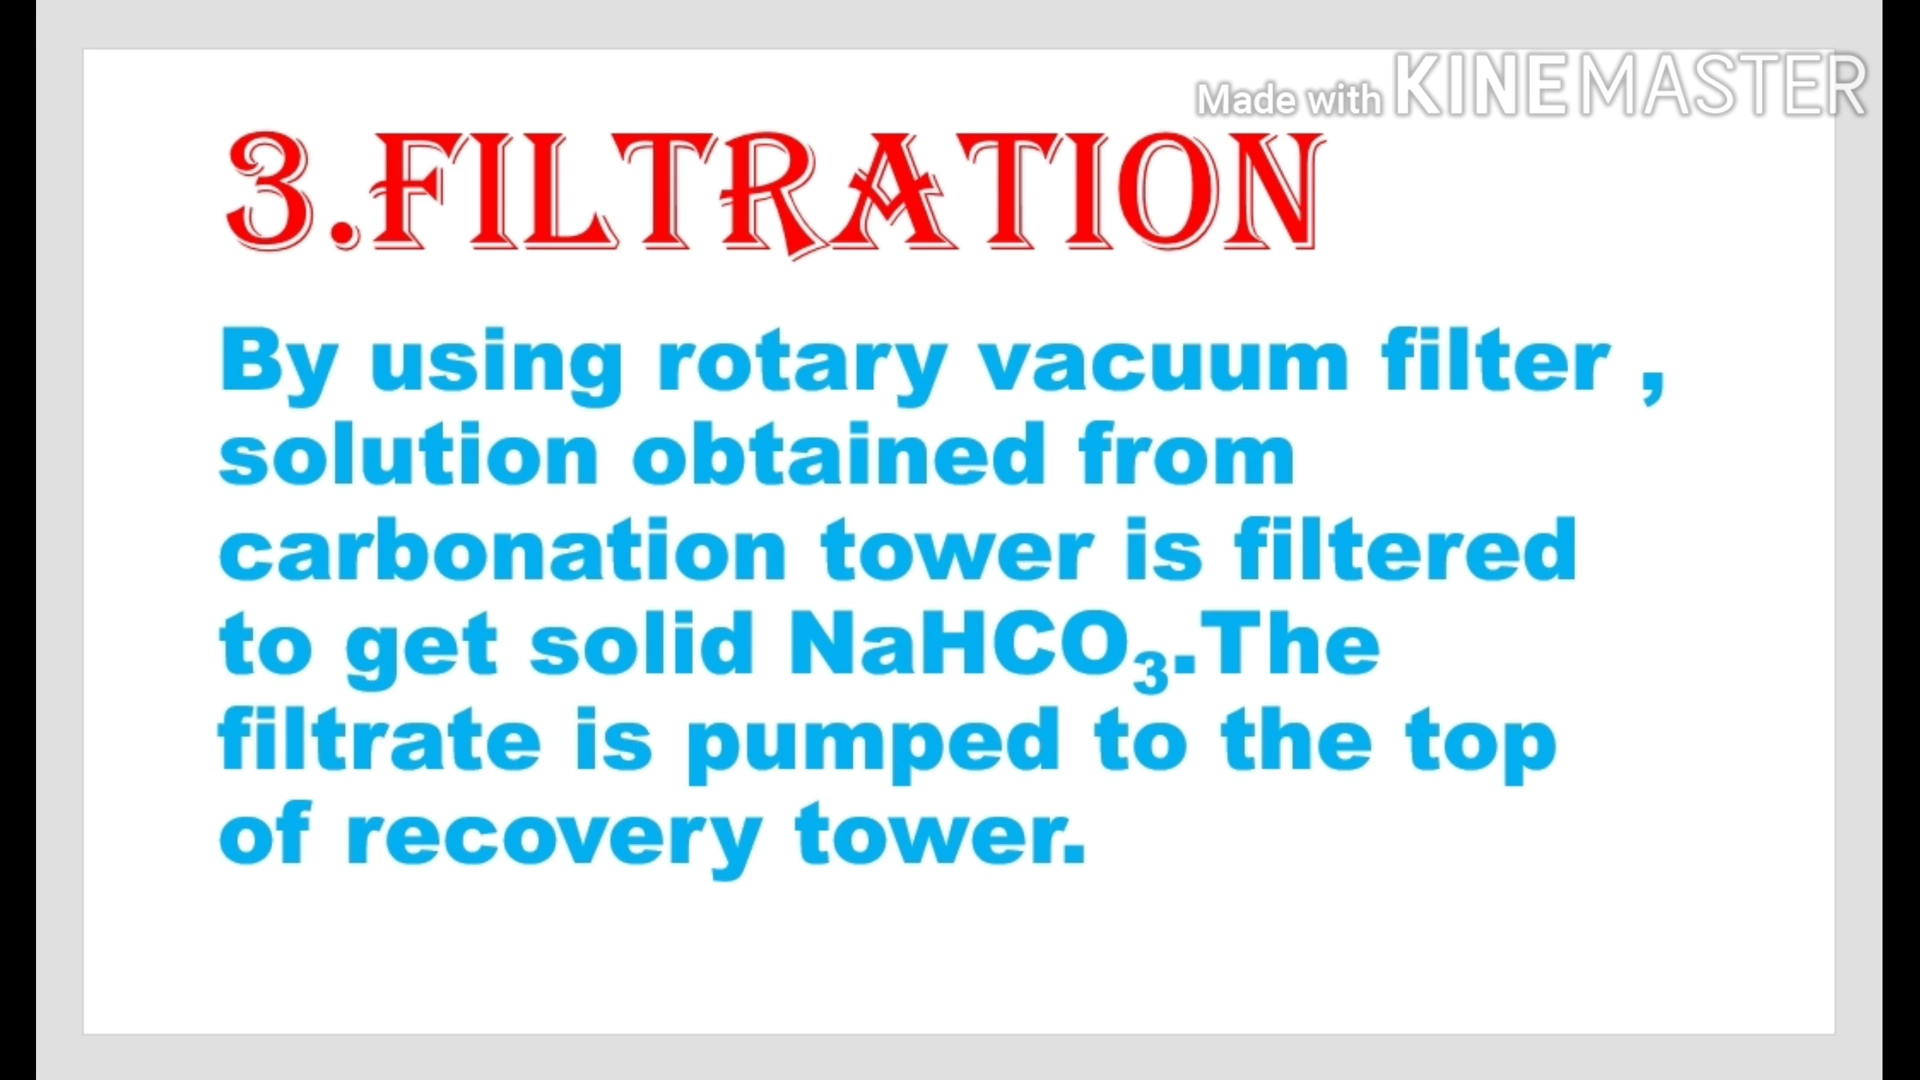 Made with KINEMASTER
3.FILTRATION
By using rotary vacuum filter ,
solution obtained from
carbonation tower is filtered
to get solid NaHCO₃.The
filtrate is pumped to the top
of recovery tower.